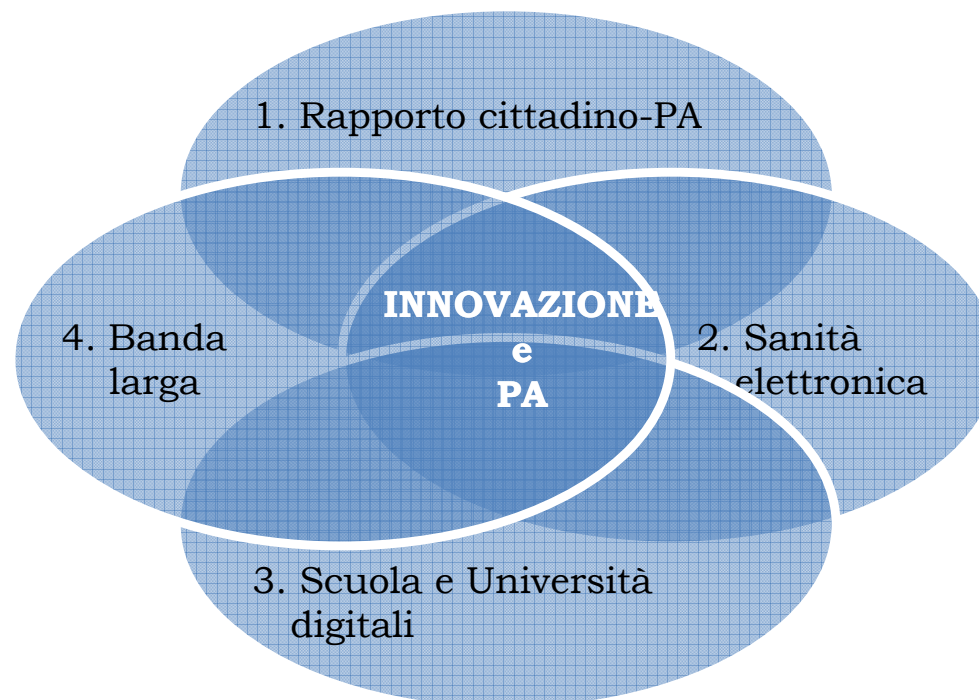 1. Rapporto cittadino-PA
INNOVAZIONE
e
PA
2. Sanità
elettronica
3. Scuola e Università
digitali
4. Banda
larga